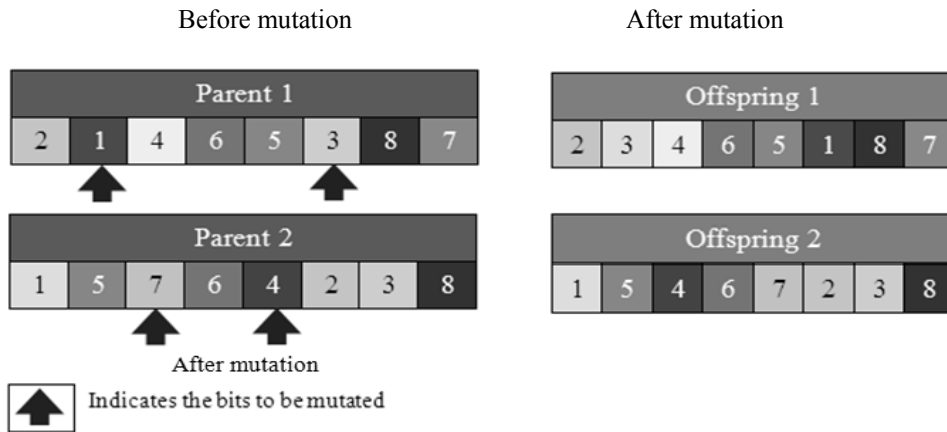 Before mutation
After mutation
Parent 1
2 1 4 6 5 3 8 7
Offspring 1
2 3 4 6 5 1 8 7
Parent 2
1 5 7 6 4 2 3 8
Offspring 2
1 5 4 6 7 2 3 8
After mutation
Indicates the bits to be mutated